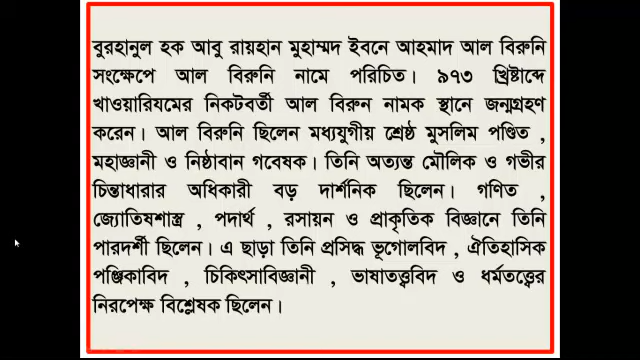 বুরহানুল হক আবু রায়হান মুহাম্মদ ইবনে আহমাদ আল বিরুনি
সংক্ষেপে আল বিরুনি নামে পরিচিত। ৯৭৩ খ্রিষ্টাব্দে
খাওয়ারিযমের নিকটবর্তী আল বিরুন নামক স্থানে জন্মগ্রহণ
করেন। আল বিরুনি ছিলেন মধ্যযুগীয় শ্রেষ্ঠ মুসলিম পণ্ডিত ,
মহাজ্ঞানী ও নিষ্ঠাবান গবেষক। তিনি অত্যন্ত মৌলিক ও গভীর
চিন্তাধারার অধিকারী বড় দার্শনিক ছিলেন। গণিত ,
জ্যোতিষশাস্ত্র , পদার্থ , রসায়ন ও প্রাকৃতিক বিজ্ঞানে তিনি
পারদর্শী ছিলেন। এ ছাড়া তিনি প্রসিদ্ধ ভূগোলবিদ , ঐতিহাসিক
পঞ্জিকাবিদ , চিকিৎসাবিজ্ঞানী , ভাষাতত্ত্ববিদ ও ধর্মতত্ত্বের
নিরপেক্ষ বিশ্লেষক ছিলেন।